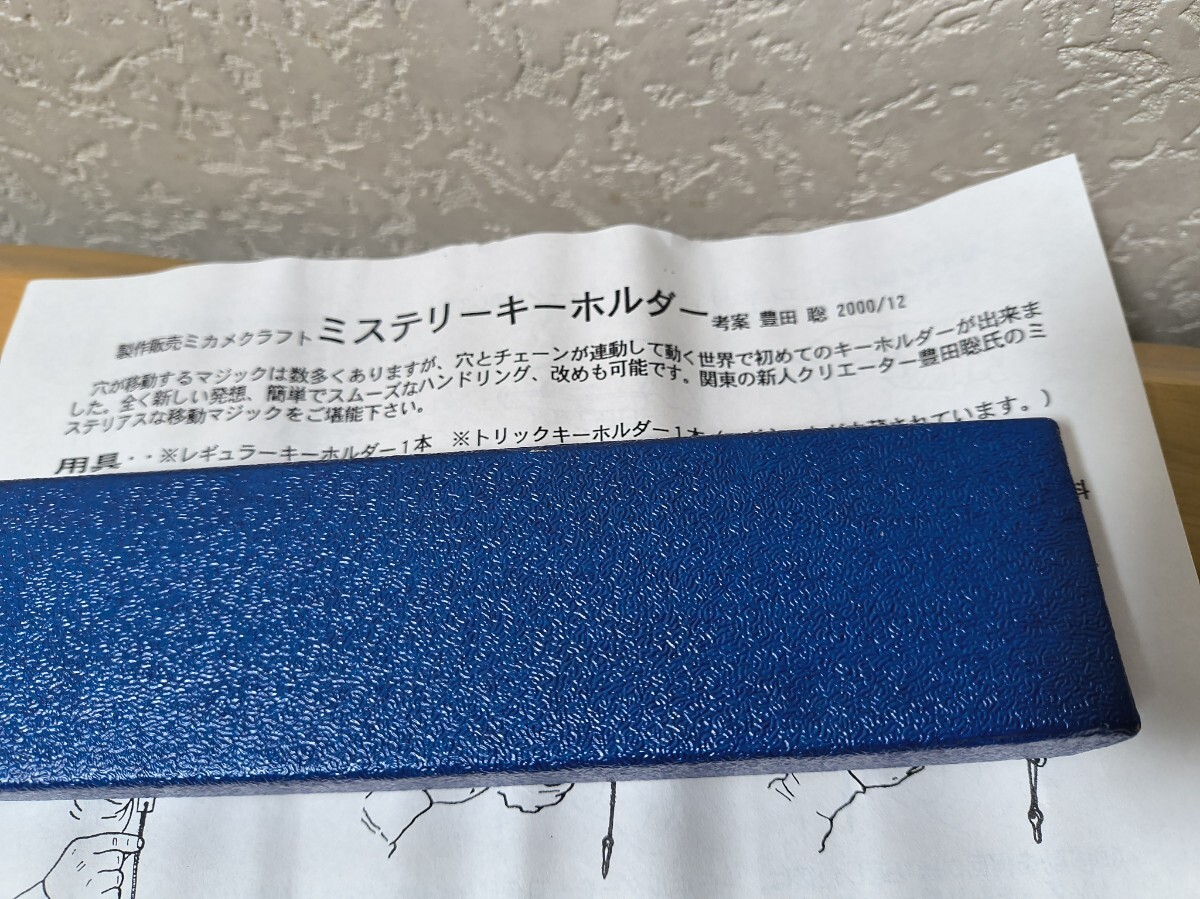 製作販売ミカメクラフト ミステリーキーホルダー 考案 豊田 聡 2000/12
穴が移動するマジックは数多くありますが、穴とチェーンが連動して動く世界で初めてのキーホルダーが出来ま
した。全く新しい発想、簡単でスムーズなハンドリング、改めも可能です。関東の新人クリエーター豊田聡氏のミ
ステリアスな移動マジックをご堪能下さい。
用具‥※レギュラーキーホルダー1本 ※トリックキーホルダー1本 されています。)